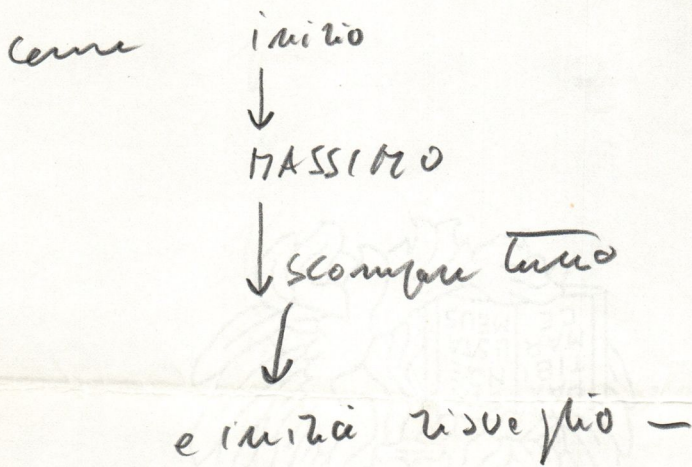 come inizio
MASSIMO
scompare tutto
e inizia risveglio —